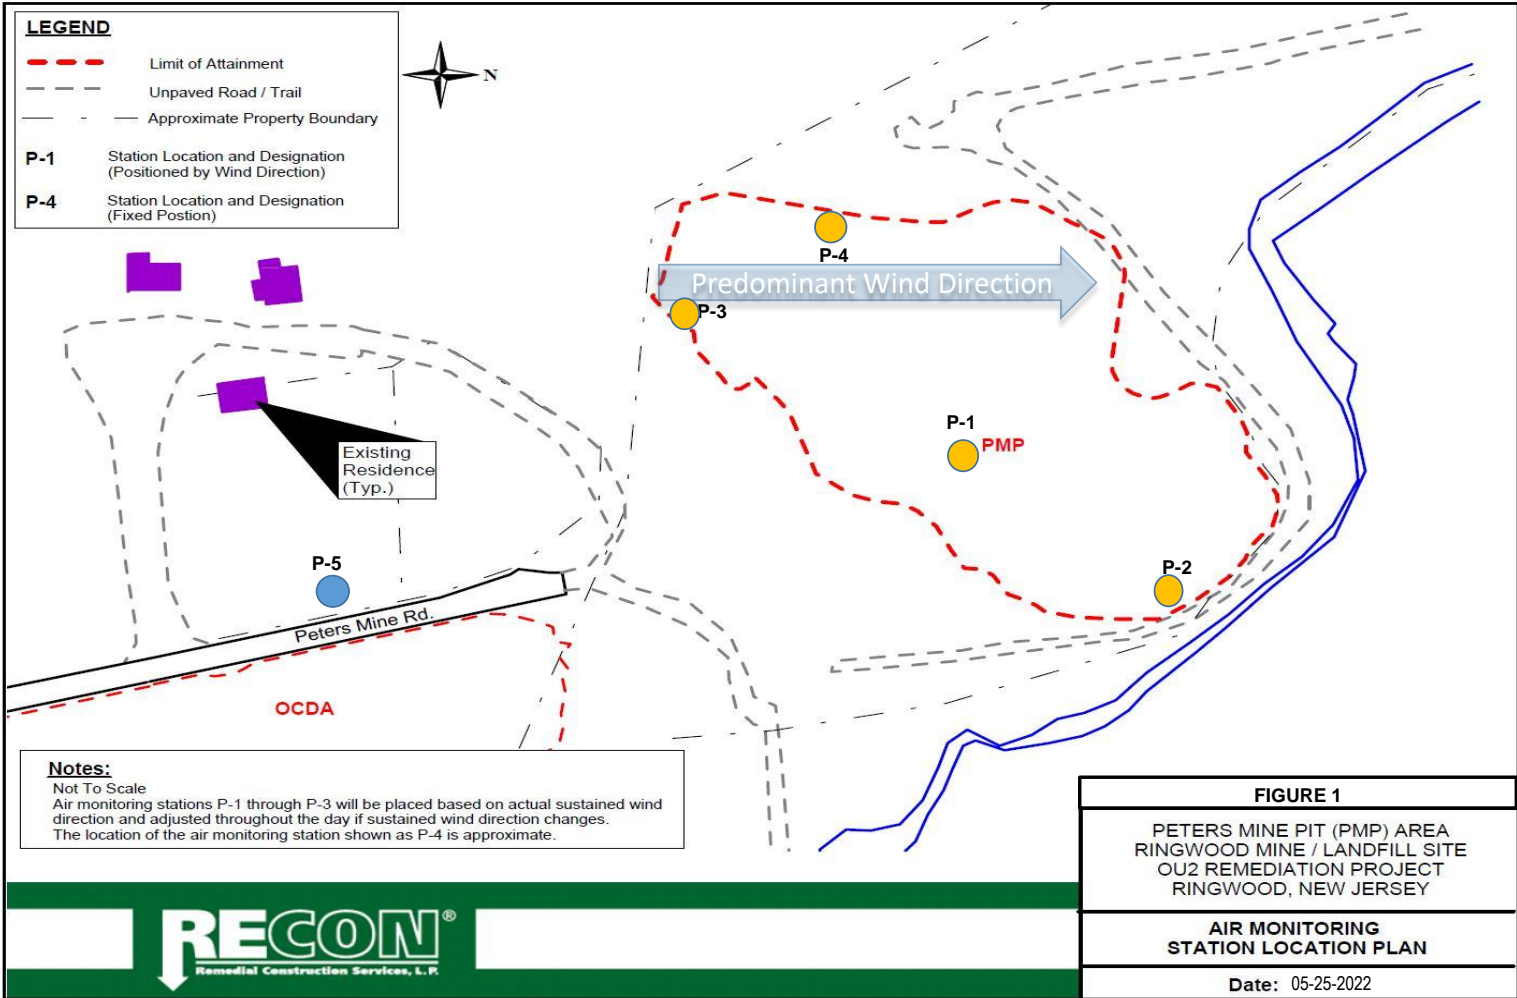 LEGEND
Limit of Attainment
Unpaved Road / Trail
Approximate Property Boundary
P-1 Station Location and Designation
(Positioned by Wind Direction)
P-4 Station Location and Designation
(Fixed Postion)
N
P-4
Predominant Wind Direction
P-3
P-1
PMP
Existing
Residence
(Typ.)
P-5
P-2
Peters Mine Rd.
OCDA
Notes:
Not To Scale
Air monitoring stations P-1 through P-3 will be placed based on actual sustained wind
direction and adjusted throughout the day if sustained wind direction changes.
The location of the air monitoring station shown as P-4 is approximate.
RECON®
Remedial Construction Services, L.P.
FIGURE 1
PETERS MINE PIT (PMP) AREA
RINGWOOD MINE / LANDFILL SITE
OU2 REMEDIATION PROJECT
RINGWOOD, NEW JERSEY
AIR MONITORING
STATION LOCATION PLAN
Date: 05-25-2022